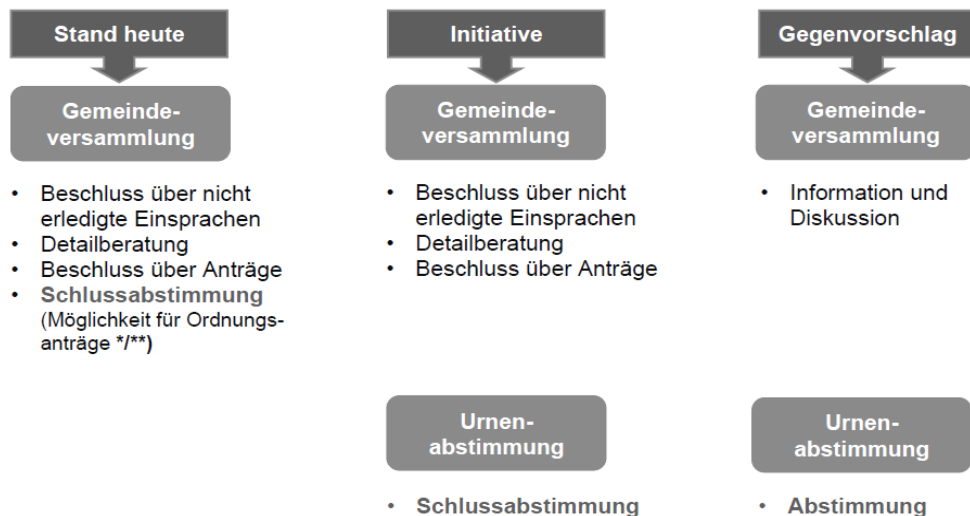 Stand heute
Gemeinde-
versammlung
• Beschluss über nicht
erledigte Einsprachen
• Detailberatung
• Beschluss über Anträge
• Schlussabstimmung
(Möglichkeit für Ordnungs-
anträge */**)
Initiative
Gemeinde-
versammlung
• Beschluss über nicht
erledigte Einsprachen
• Detailberatung
• Beschluss über Anträge
Urnen-
abstimmung
• Schlussabstimmung
Gegenvorschlag
Gemeinde-
versammlung
• Information und
Diskussion
Urnen-
abstimmung
• Abstimmung